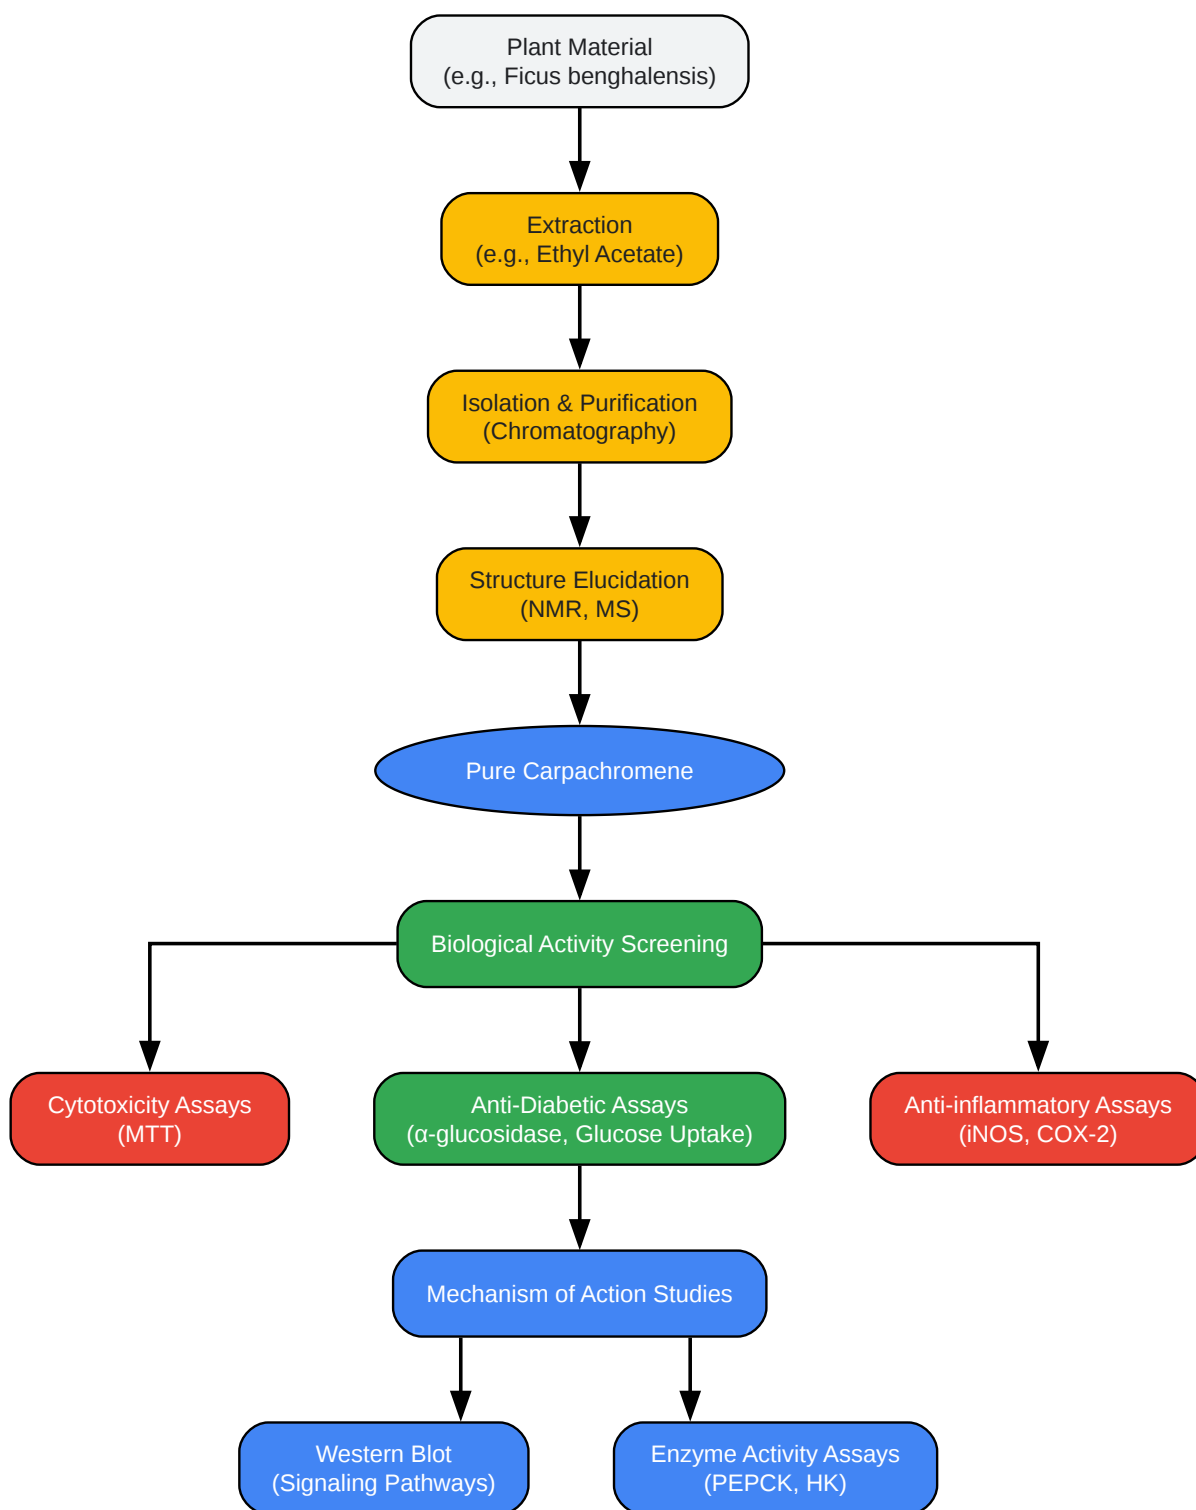 Plant Material
(e.g., Ficus benghalensis)
Extraction
(e.g., Ethyl Acetate)
Isolation & Purification
(Chromatography)
Structure Elucidation
(NMR, MS)
Pure Carpachromene
Biological Activity Screening
Cytotoxicity Assays
(MTT)
Anti-Diabetic Assays
(α-glucosidase, Glucose Uptake)
Anti-inflammatory Assays
(iNOS, COX-2)
Mechanism of Action Studies
Western Blot
(Signaling Pathways)
Enzyme Activity Assays
(PEPCK, HK)